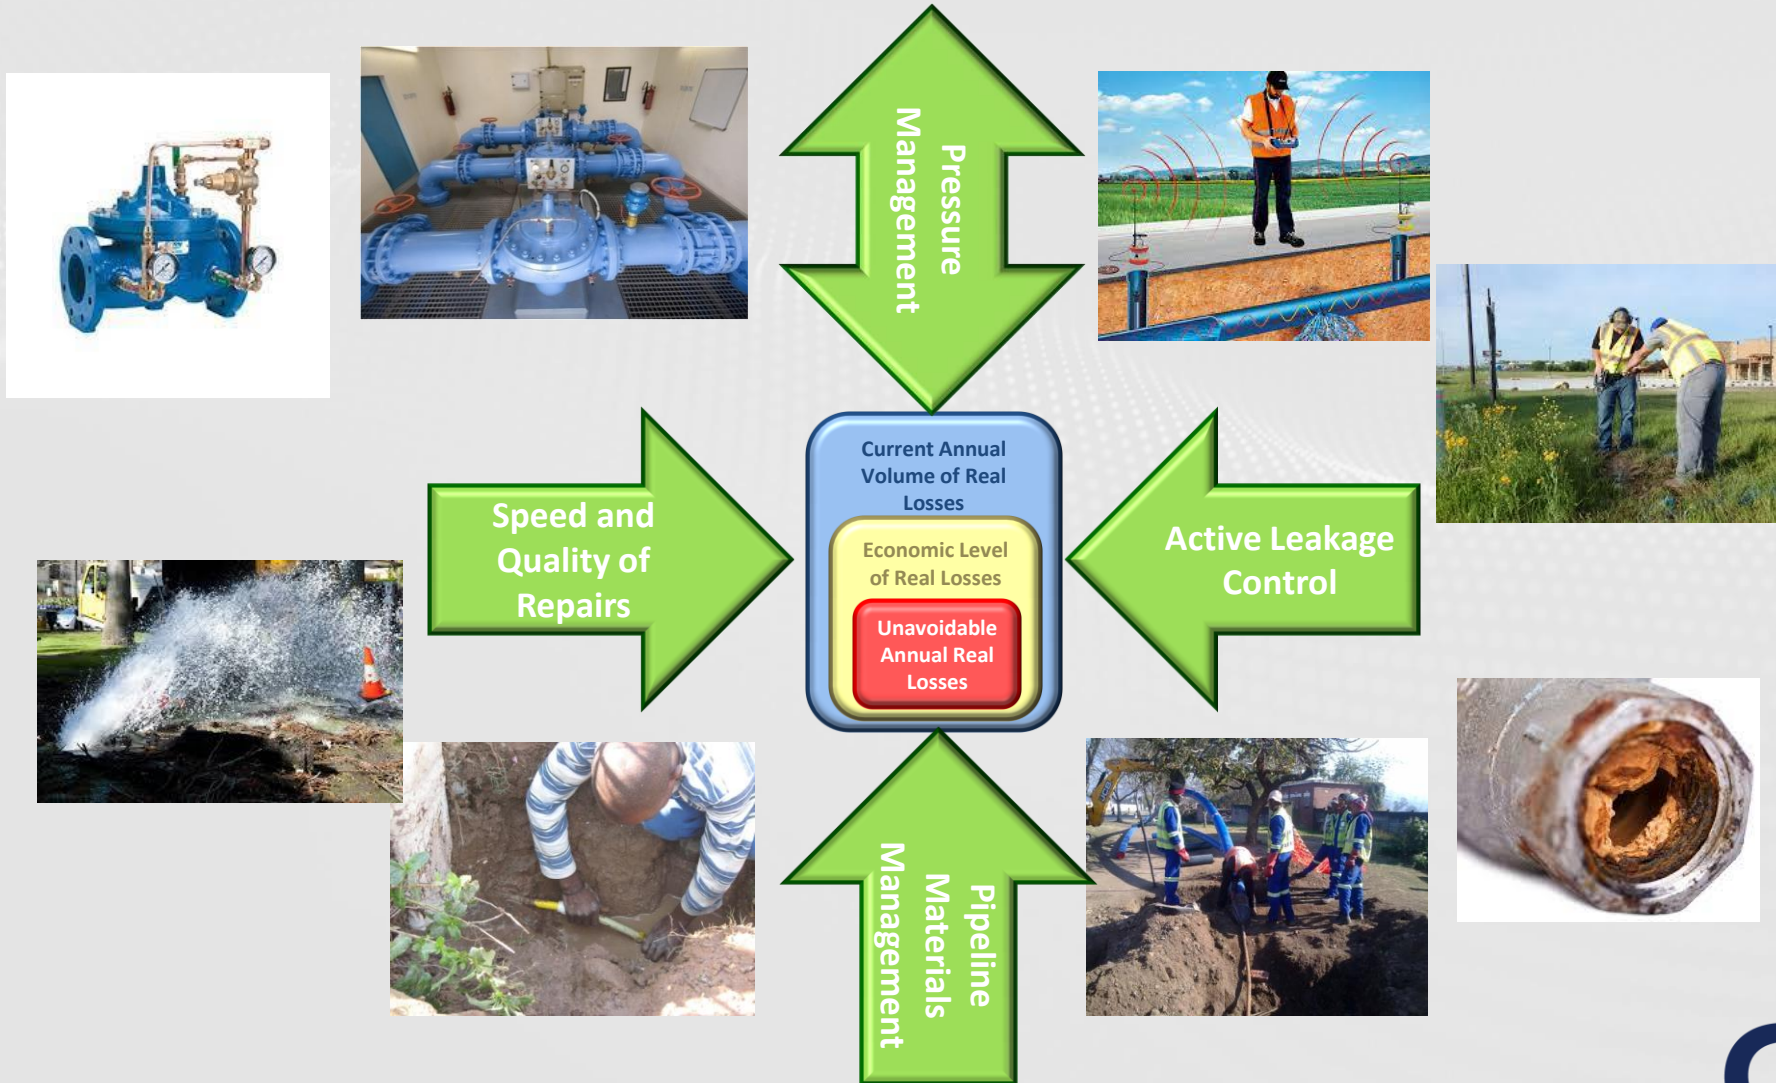 Pressure
Management
Current Annual
Volume of Real
Losses
Speed and
Quality of
Repairs
Economic Level
of Real Losses
Active Leakage
Control
Unavoidable
Annual Real
Losses
Pipeline
Materials
Management